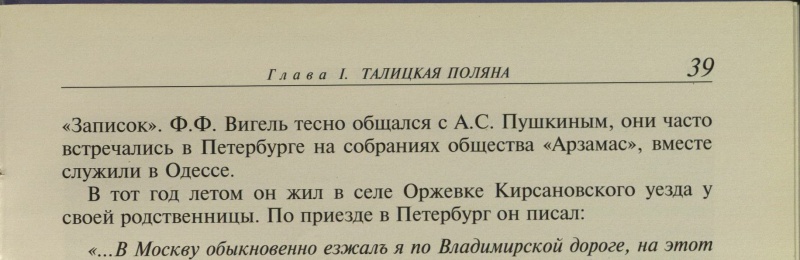 Глава I. ТАЛИЦКАЯ ПОЛЯНА 39
«Записок». Ф.Ф. Вигель тесно общался с А.С. Пушкиным, они часто
встречались в Петербурге на собраниях общества «Арзамас», вместе
служили в Одессе.
В тот год летом он жил в селе Оржевке Кирсановского уезда у
своей родственницы. По приезде в Петербург он писал:
«...В Москву обыкновенно езжалъ я по Владимирской дороге, на этот